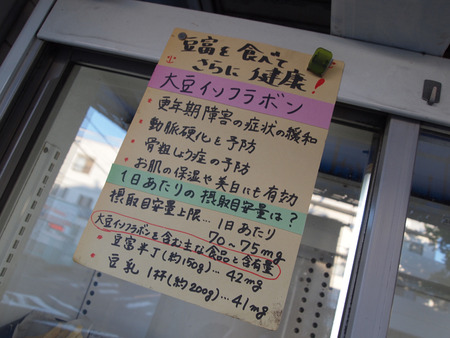 豆富を食べて
さらに健康!
大豆イソフラボン
・更年期障害の症状の緩和
・動脈硬化を予防
・骨粗しょう症の予防
・お肌の保湿や美白にも有効
1日あたりの摂取目安量は?
摂取目安量上限…1日あたり
70~75mg
大豆イソフラボンを含む主な食品と含有量
・豆富半丁(約150g)…42mg
・豆乳1杯(約200g)…41mg